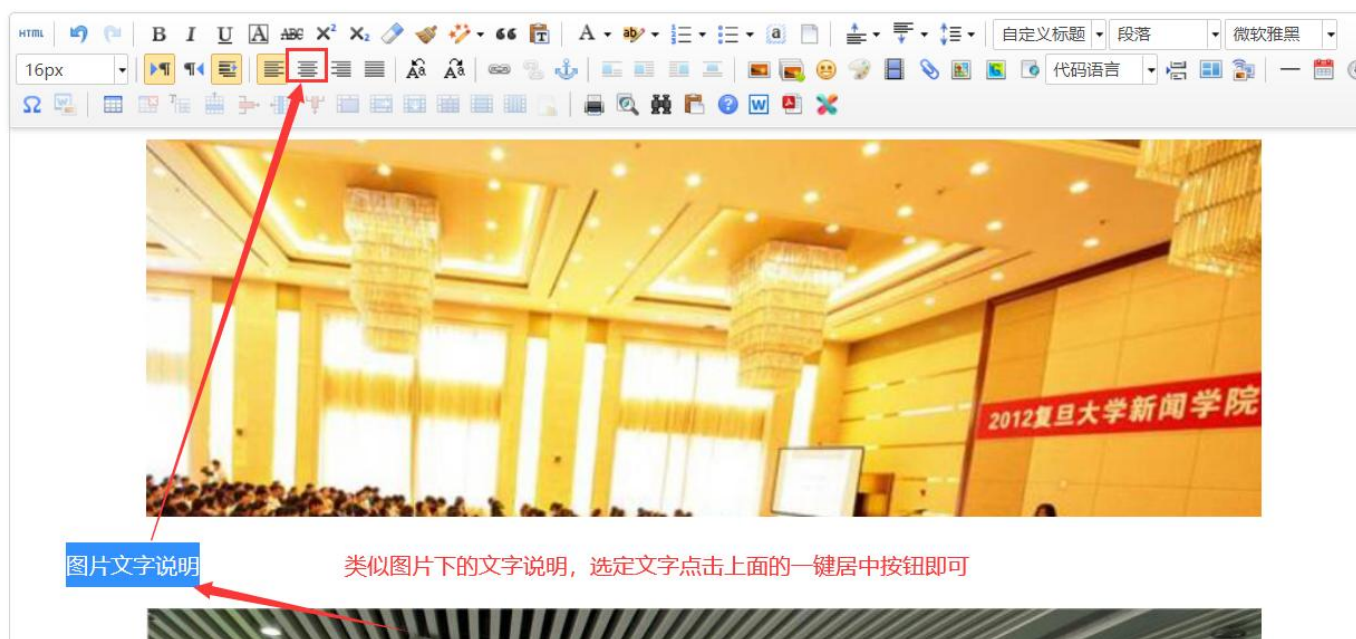 HTML B I U A ABC X² X₂ A ab a 自定义标题 段落 微软雅黑
16px Aa Aa 代码语言
Ω T W
2012复旦大学新闻学院
图片文字说明 类似图片下的文字说明，选定文字点击上面的一键居中按钮即可